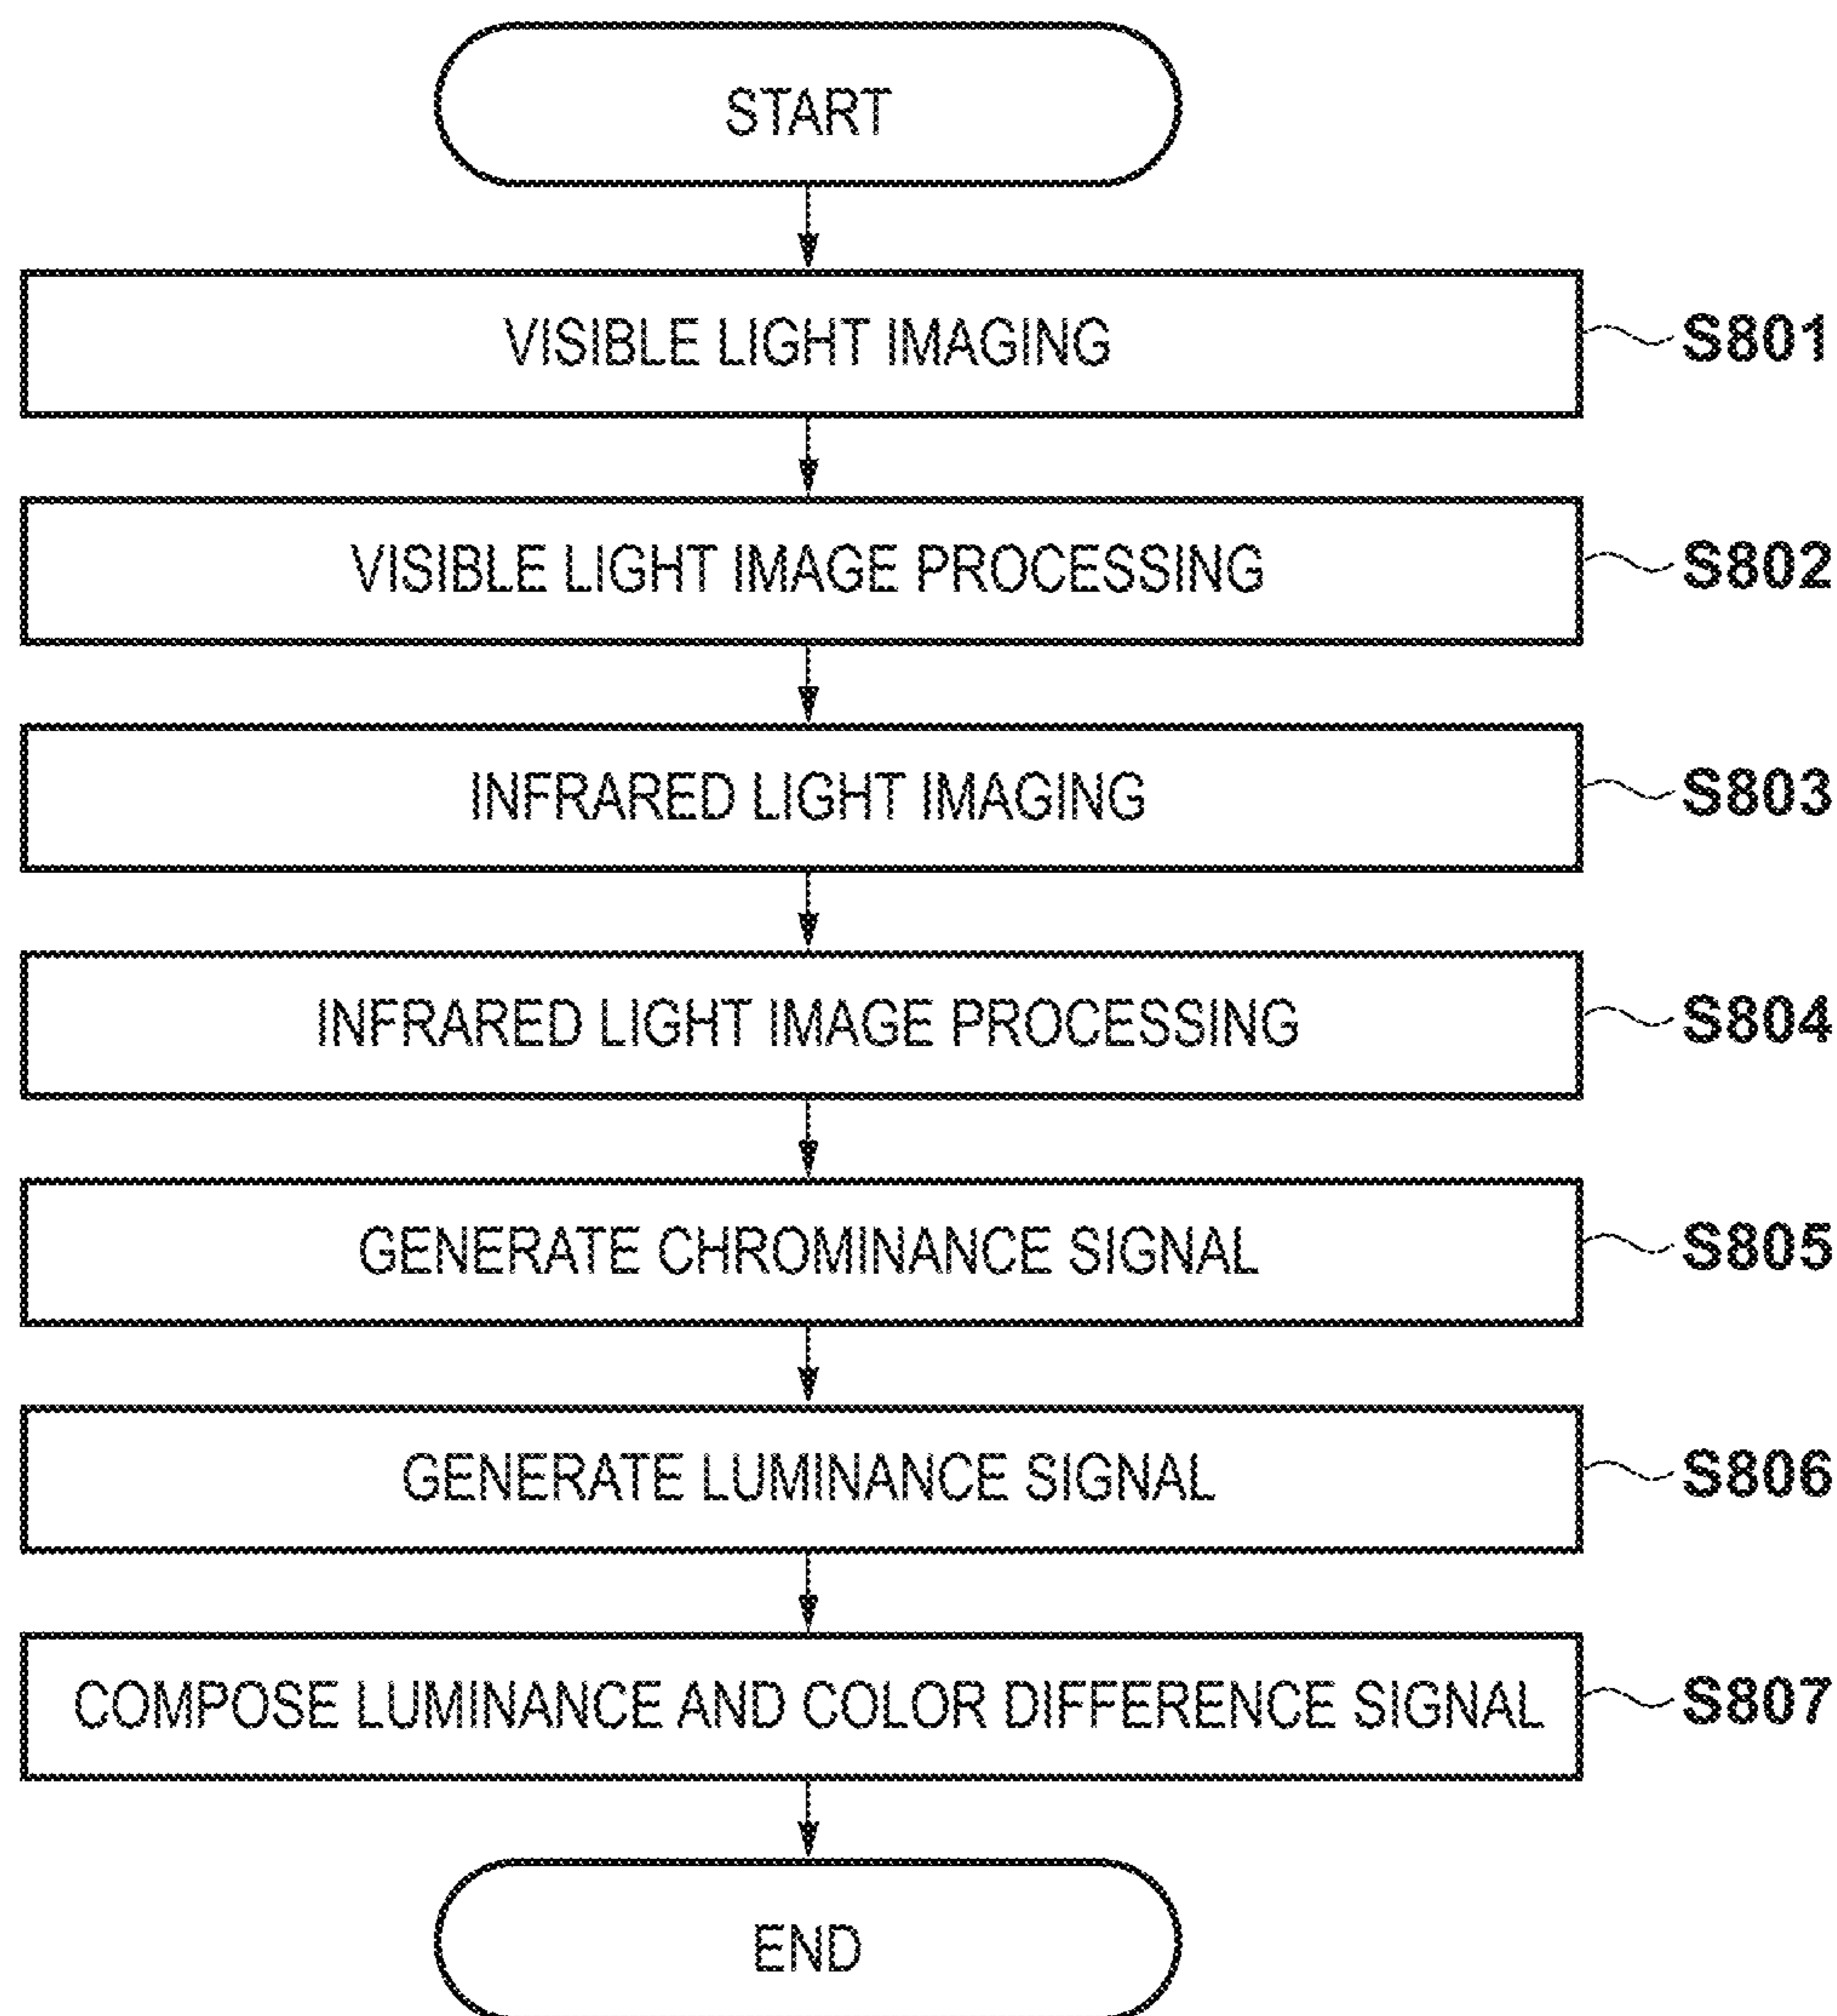 START
VISIBLE LIGHT IMAGING S801
VISIBLE LIGHT IMAGE PROCESSING S802
INFRARED LIGHT IMAGING S803
INFRARED LIGHT IMAGE PROCESSING S804
GENERATE CHROMINANCE SIGNAL S805
GENERATE LUMINANCE SIGNAL S806
COMPOSE LUMINANCE AND COLOR DIFFERENCE SIGNAL S807
END